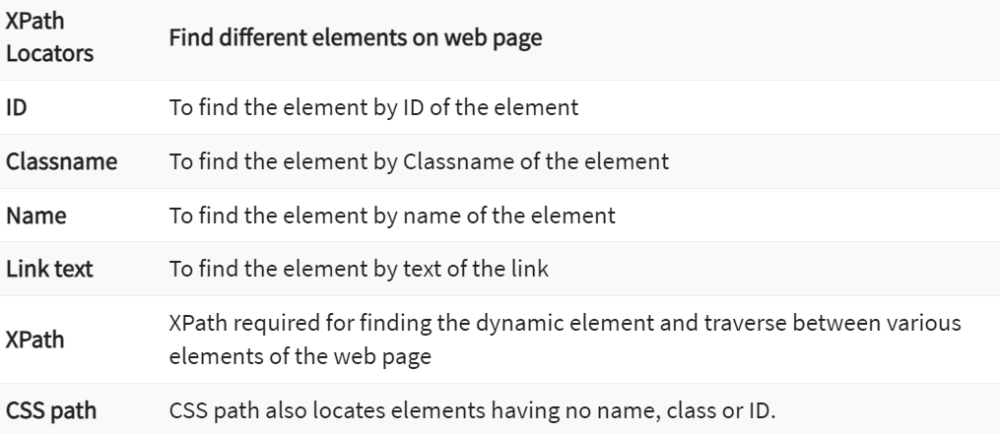 XPath
Locators
Find different elements on web page
ID
To find the element by ID of the element
Classname
To find the element by Classname of the element
Name
To find the element by name of the element
Link text
To find the element by text of the link
XPath
XPath required for finding the dynamic element and traverse between various
elements of the web page
CSS path
CSS path also locates elements having no name, class or ID.